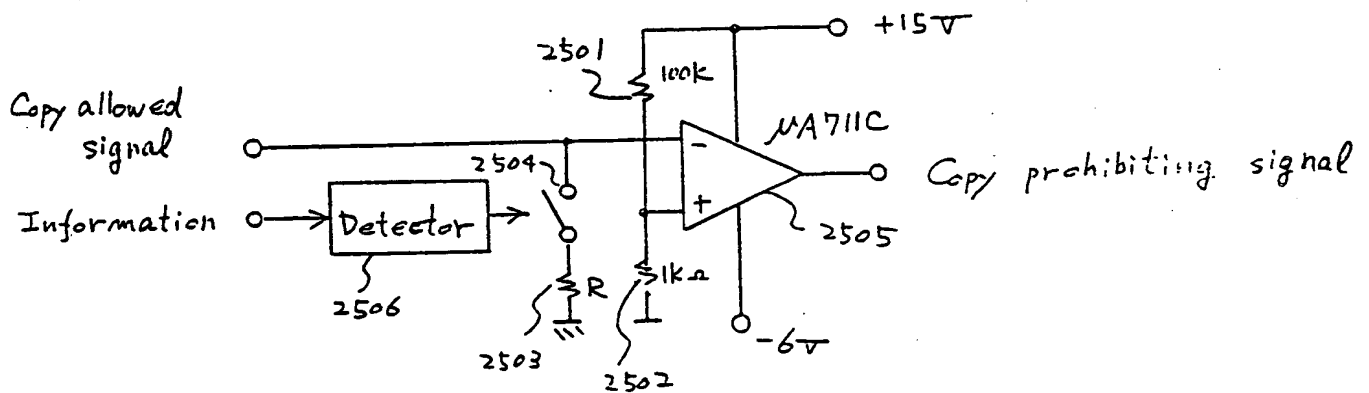 +15V
2501
100K
Copy allowed
signal
μA711C
2504
-
Copy prohibiting signal
Information
Detector
+
2505
R
1kΩ
2506
2503
2502
-6V